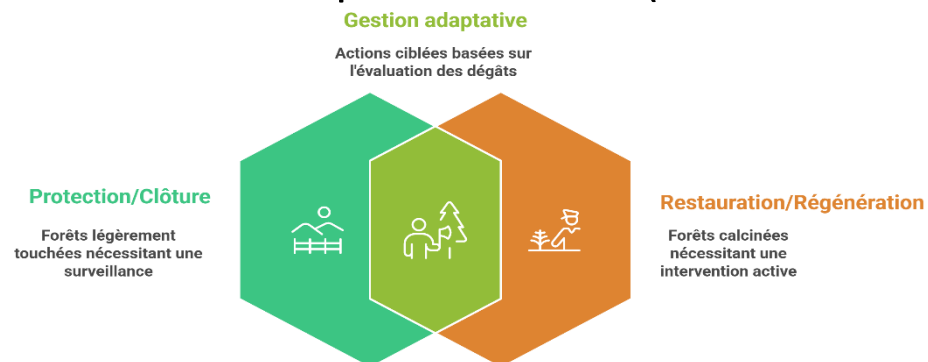 Gestion adaptative
Actions ciblées basées sur
l'évaluation des dégâts
Protection/Clôture
Forêts légèrement
touchées nécessitant une
surveillance
Restauration/Régénération
Forêts calcinées
nécessitant une
intervention active